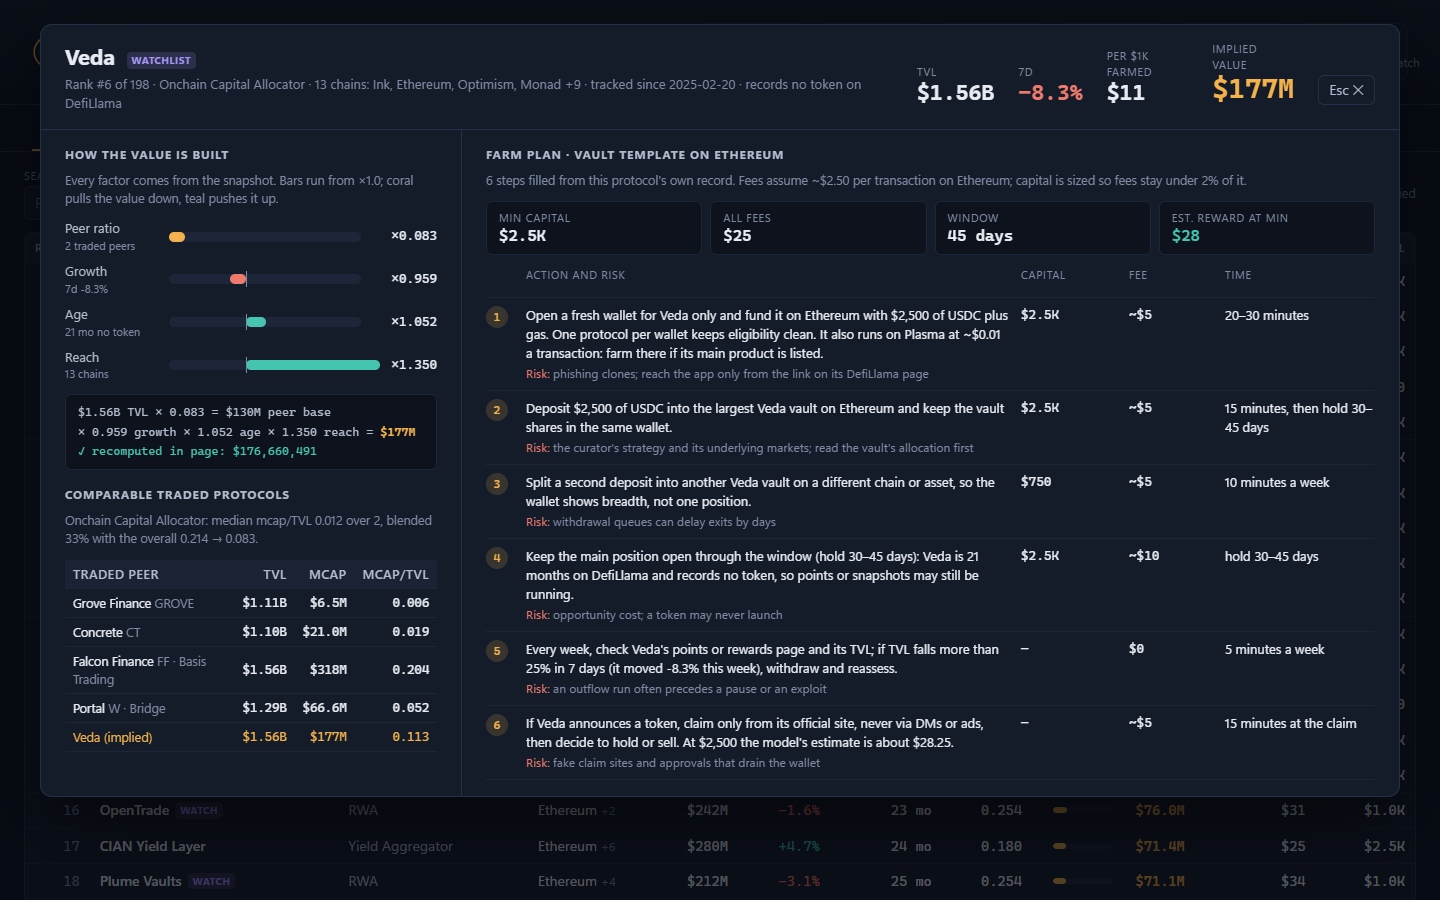 Veda WATCHLIST
Rank #6 of 198 · Onchain Capital Allocator · 13 chains: Ink, Ethereum, Optimism, Monad +9 · tracked since 2025-02-20 · records no token on
DefiLlama
TVL
$1.56B
7D
−8.3%
PER $1K
FARMED
$11
IMPLIED
VALUE
$177M
Esc ✕
HOW THE VALUE IS BUILT
Every factor comes from the snapshot. Bars run from ×1.0; coral
pulls the value down, teal pushes it up.
Peer ratio
2 traded peers
×0.083
Growth
7d -8.3%
×0.959
Age
21 mo no token
×1.052
Reach
13 chains
×1.350
$1.56B TVL × 0.083 = $130M peer base
× 0.959 growth × 1.052 age × 1.350 reach = $177M
✓ recomputed in page: $176,660,491
COMPARABLE TRADED PROTOCOLS
Onchain Capital Allocator: median mcap/TVL 0.012 over 2, blended
33% with the overall 0.214 → 0.083.
TRADED PEER TVL MCAP MCAP/TVL
Grove Finance GROVE $1.11B $6.5M 0.006
Concrete CT $1.10B $21.0M 0.019
Falcon Finance FF · Basis
Trading $1.56B $318M 0.204
Portal W · Bridge $1.29B $66.6M 0.052
Veda (implied) $1.56B $177M 0.113
FARM PLAN · VAULT TEMPLATE ON ETHEREUM
6 steps filled from this protocol's own record. Fees assume ~$2.50 per transaction on Ethereum; capital is sized so fees stay under 2% of it.
MIN CAPITAL
$2.5K
ALL FEES
$25
WINDOW
45 days
EST. REWARD AT MIN
$28
ACTION AND RISK CAPITAL FEE TIME
1 Open a fresh wallet for Veda only and fund it on Ethereum with $2,500 of USDC plus $2.5K ~$5 20–30 minutes
gas. One protocol per wallet keeps eligibility clean. It also runs on Plasma at ~$0.01
a transaction: farm there if its main product is listed.
Risk: phishing clones; reach the app only from the link on its DefiLlama page
2 Deposit $2,500 of USDC into the largest Veda vault on Ethereum and keep the vault $2.5K ~$5 15 minutes, then hold 30–
shares in the same wallet. 45 days
Risk: the curator's strategy and its underlying markets; read the vault's allocation first
3 Split a second deposit into another Veda vault on a different chain or asset, so the $750 ~$5 10 minutes a week
wallet shows breadth, not one position.
Risk: withdrawal queues can delay exits by days
4 Keep the main position open through the window (hold 30–45 days): Veda is 21 $2.5K ~$10 hold 30–45 days
months on DefiLlama and records no token, so points or snapshots may still be
running.
Risk: opportunity cost; a token may never launch
5 Every week, check Veda's points or rewards page and its TVL; if TVL falls more than – $0 5 minutes a week
25% in 7 days (it moved -8.3% this week), withdraw and reassess.
Risk: an outflow run often precedes a pause or an exploit
6 If Veda announces a token, claim only from its official site, never via DMs or ads, – ~$5 15 minutes at the claim
then decide to hold or sell. At $2,500 the model's estimate is about $28.25.
Risk: fake claim sites and approvals that drain the wallet
16 OpenTrade WATCH RWA Ethereum +2 $242M −1.6% 23 mo 0.254 $76.0M $31 $1.0K
17 CIAN Yield Layer Yield Aggregator Ethereum +6 $280M +4.7% 24 mo 0.180 $71.4M $25 $2.5K
18 Plume Vaults WATCH RWA Ethereum +4 $212M −3.1% 25 mo 0.254 $71.1M $34 $1.0K